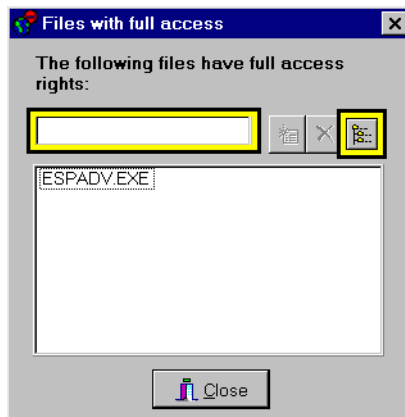 Files with full access
The following files have full access
rights:
ESPADV.EXE
Close